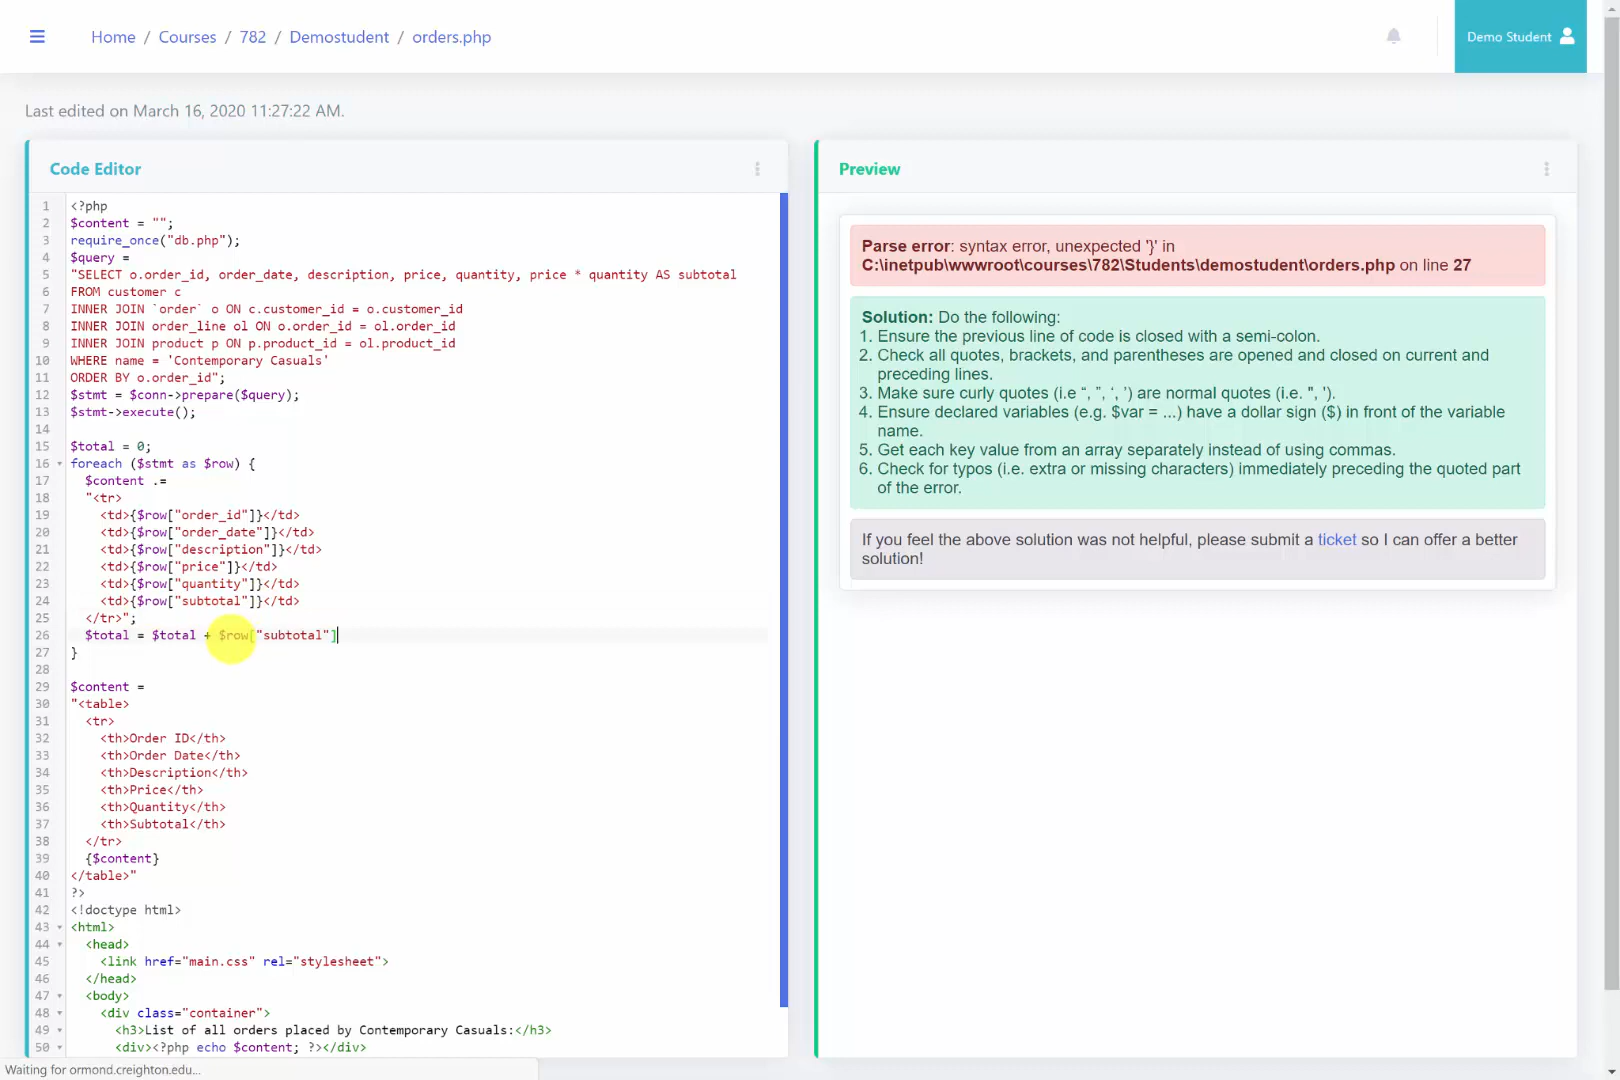 Home / Courses / 782 / Demostudent / orders.php
Demo Student
Last edited on March 16, 2020 11:27:22 AM.
Code Editor
1 <?php
2 $content = "";
3 require_once("db.php");
4 $query =
5 "SELECT o.order_id, order_date, description, price, quantity, price * quantity AS subtotal
6 FROM customer c
7 INNER JOIN `order` o ON c.customer_id = o.customer_id
8 INNER JOIN order_line ol ON o.order_id = ol.order_id
9 INNER JOIN product p ON p.product_id = ol.product_id
10 WHERE name = 'Contemporary Casuals'
11 ORDER BY o.order_id";
12 $stmt = $conn->prepare($query);
13 $stmt->execute();
14
15 $total = 0;
16 foreach ($stmt as $row) {
17 $content .=
18 "<tr>
19 <td>{$row["order_id"]}</td>
20 <td>{$row["order_date"]}</td>
21 <td>{$row["description"]}</td>
22 <td>{$row["price"]}</td>
23 <td>{$row["quantity"]}</td>
24 <td>{$row["subtotal"]}</td>
25 </tr>";
26 $total = $total + $row["subtotal"]
27 }
28
29 $content =
30 "<table>
31 <tr>
32 <th>Order ID</th>
33 <th>Order Date</th>
34 <th>Description</th>
35 <th>Price</th>
36 <th>Quantity</th>
37 <th>Subtotal</th>
38 </tr>
39 {$content}
40 </table>"
41 ?>
42 <!doctype html>
43 <html>
44 <head>
45 <link href="main.css" rel="stylesheet">
46 </head>
47 <body>
48 <div class="container">
49 <h3>List of all orders placed by Contemporary Casuals:</h3>
50 <div><?php echo $content; ?></div>
Preview
Parse error: syntax error, unexpected '}' in
C:\inetpub\wwwroot\courses\782\Students\demostudent\orders.php on line 27
Solution: Do the following:
1. Ensure the previous line of code is closed with a semi-colon.
2. Check all quotes, brackets, and parentheses are opened and closed on current and
preceding lines.
3. Make sure curly quotes (i.e “, ”, ‘, ’) are normal quotes (i.e. ", ').
4. Ensure declared variables (e.g. $var = ...) have a dollar sign ($) in front of the variable
name.
5. Get each key value from an array separately instead of using commas.
6. Check for typos (i.e. extra or missing characters) immediately preceding the quoted part
of the error.
If you feel the above solution was not helpful, please submit a ticket so I can offer a better
solution!
Waiting for ormond.creighton.edu...